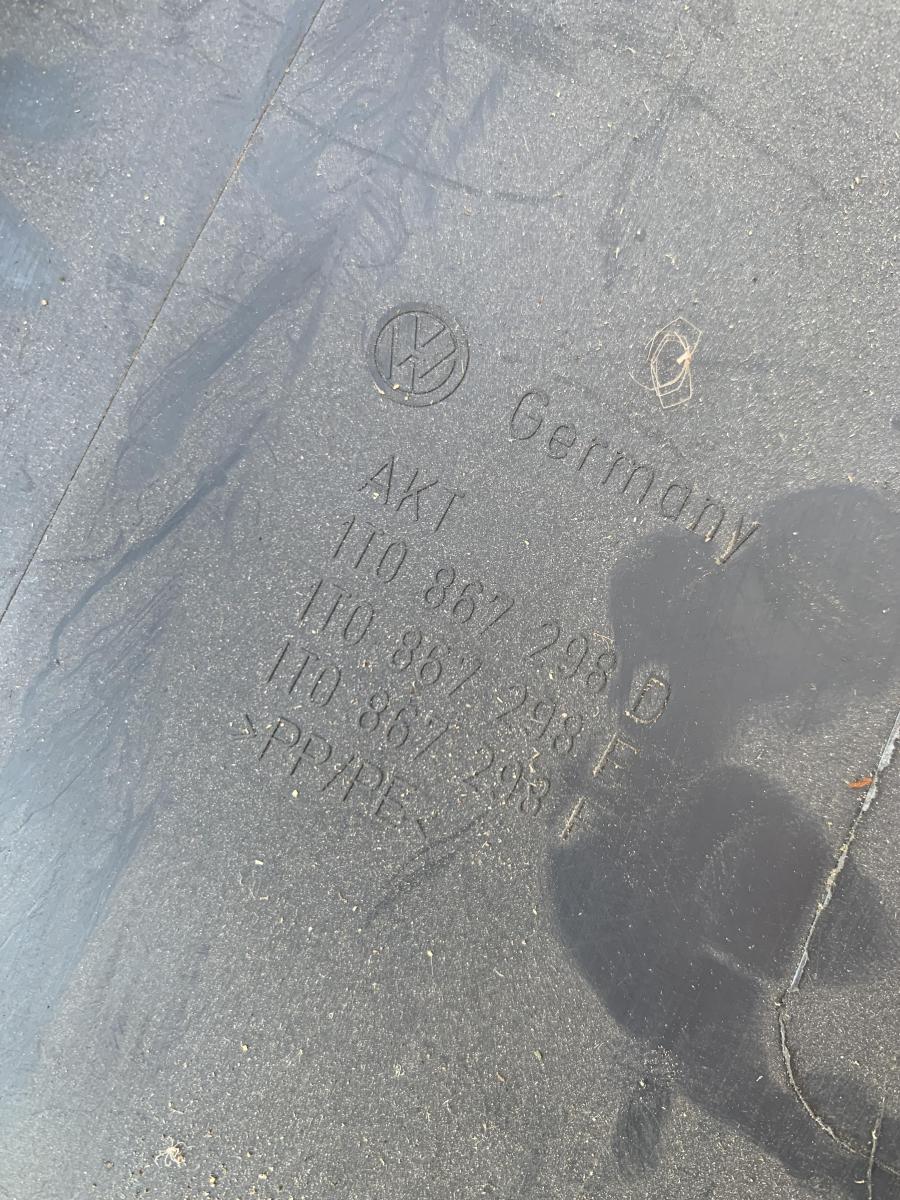 VW
Germany
AKT
1T0 867 298 D
1T0 867 298 F
1T0 867 298
>PP/PE<